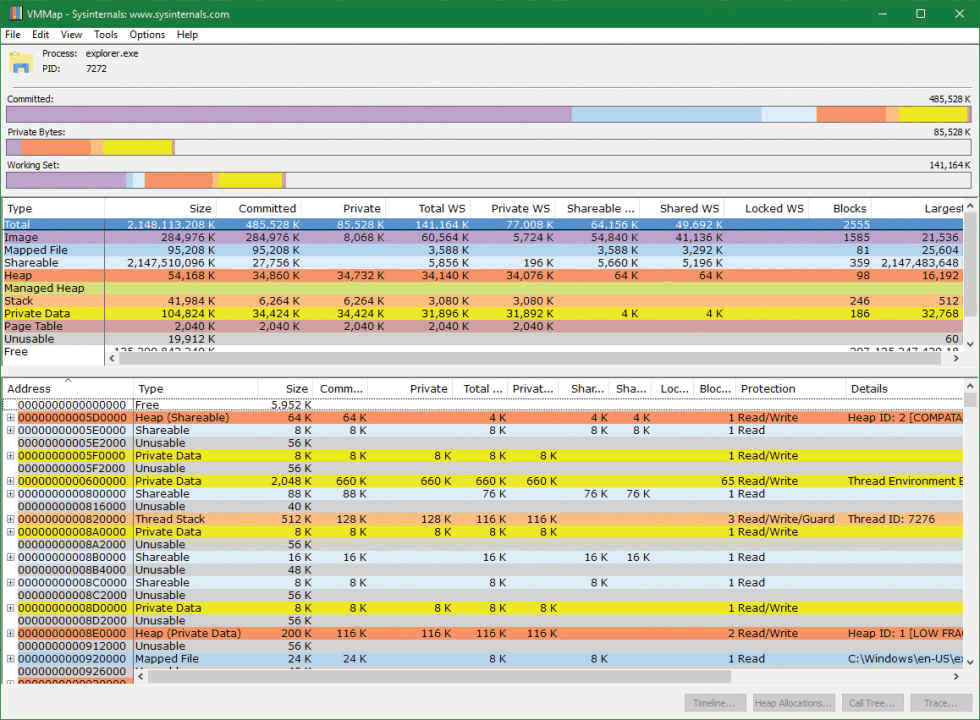 VMMap - Sysinternals: www.sysinternals.com
File Edit View Tools Options Help
Process: explorer.exe
PID: 7272
Committed: 485,528 K
Private Bytes: 85,528 K
Working Set: 141,164 K
Type Size Committed Private Total WS Private WS Shareable ... Shared WS Locked WS Blocks Largest
Total 2,148,113,208 K 485,528 K 85,528 K 141,164 K 77,008 K 64,156 K 49,692 K 2555
Image 284,976 K 284,976 K 8,068 K 60,564 K 5,724 K 54,840 K 41,136 K 1585 21,536
Mapped File 95,208 K 95,208 K 3,588 K 3,588 K 3,292 K 81 25,604
Shareable 2,147,510,096 K 27,756 K 5,856 K 196 K 5,660 K 5,196 K 359 2,147,483,648
Heap 54,168 K 34,860 K 34,732 K 34,140 K 34,076 K 64 K 64 K 98 16,192
Managed Heap
Stack 41,984 K 6,264 K 6,264 K 3,080 K 3,080 K 246 512
Private Data 104,824 K 34,424 K 34,424 K 31,896 K 31,892 K 4 K 4 K 186 32,768
Page Table 2,040 K 2,040 K 2,040 K 2,040 K 2,040 K
Unusable 19,912 K 60
Free
Address Type Size Comm... Private Total ... Privat... Shar... Sha... Loc... Bloc... Protection Details
0000000000000000 Free 5,952 K
00000000005D0000 Heap (Shareable) 64 K 64 K 4 K 4 K 4 K 1 Read/Write Heap ID: 2 [COMPATA
00000000005E0000 Shareable 8 K 8 K 8 K 8 K 8 K 1 Read
00000000005E2000 Unusable 56 K
00000000005F0000 Private Data 8 K 8 K 8 K 8 K 8 K 1 Read/Write
00000000005F2000 Unusable 56 K
0000000000600000 Private Data 2,048 K 660 K 660 K 660 K 660 K 65 Read/Write Thread Environment E
0000000000800000 Shareable 88 K 88 K 76 K 76 K 76 K 1 Read
0000000000816000 Unusable 40 K
0000000000820000 Thread Stack 512 K 128 K 128 K 116 K 116 K 3 Read/Write/Guard Thread ID: 7276
00000000008A0000 Private Data 8 K 8 K 8 K 8 K 8 K 1 Read/Write
00000000008A2000 Unusable 56 K
00000000008B0000 Shareable 16 K 16 K 16 K 16 K 16 K 1 Read
00000000008B4000 Unusable 48 K
00000000008C0000 Shareable 8 K 8 K 8 K 8 K 1 Read
00000000008C2000 Unusable 56 K
00000000008D0000 Private Data 8 K 8 K 8 K 8 K 8 K 1 Read/Write
00000000008D2000 Unusable 56 K
00000000008E0000 Heap (Private Data) 200 K 116 K 116 K 116 K 116 K 2 Read/Write Heap ID: 1 [LOW FRA
0000000000912000 Unusable 56 K
0000000000920000 Mapped File 24 K 24 K 8 K 8 K 1 Read C:\Windows\en-US\ex
0000000000926000
Timeline... Heap Allocations... Call Tree... Trace...